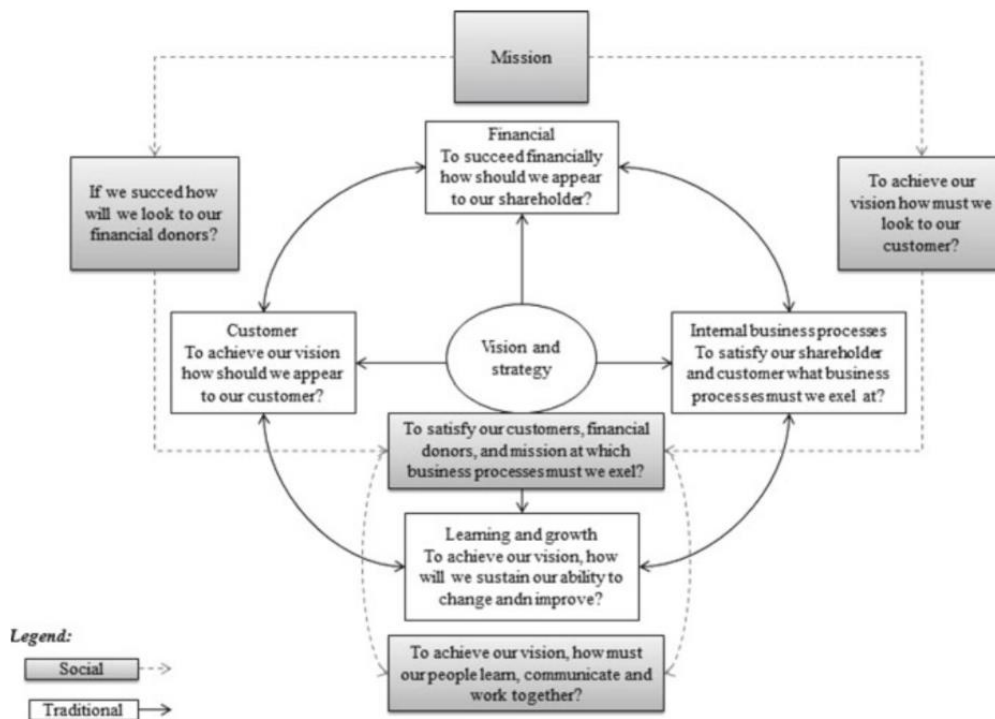 Mission
Financial
To succeed financially
how should we appear
to our shareholder?
If we succed how
will we look to our
financial donors?
To achieve our
vision how must we
look to our
customer?
Customer
To achieve our vision
how should we appear
to our customer?
Vision and
strategy
Internal business processes
To satisfy our shareholder
and customer what business
processes must we exel at?
To satisfy our customers, financial
donors, and mission at which
business processes must we exel?
Learning and growth
To achieve our vision, how
will we sustain our ability to
change andn improve?
To achieve our vision, how must
our people learn, communicate and
work together?
Legend:
Social
Traditional